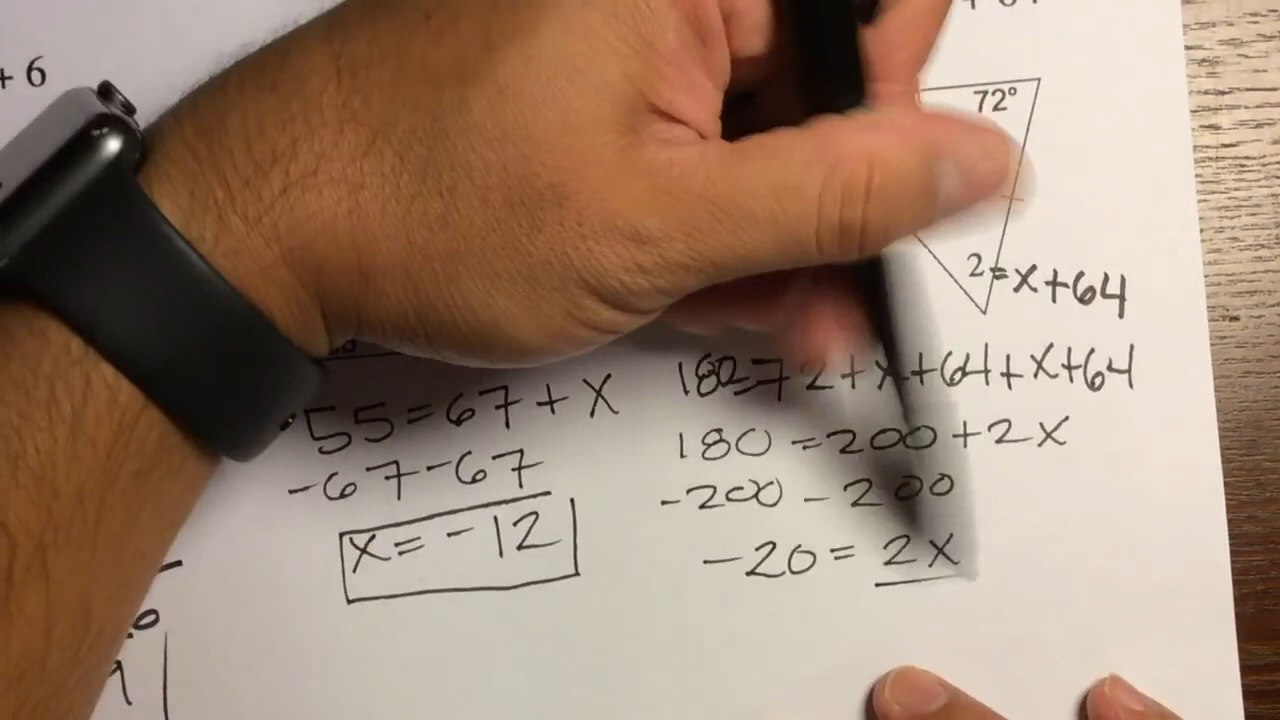 + 6
72°
2=x+64
55=67+x
-67-67
x=-12
180=72+x+64+x+64
180=200+2x
-200-200
-20=2x